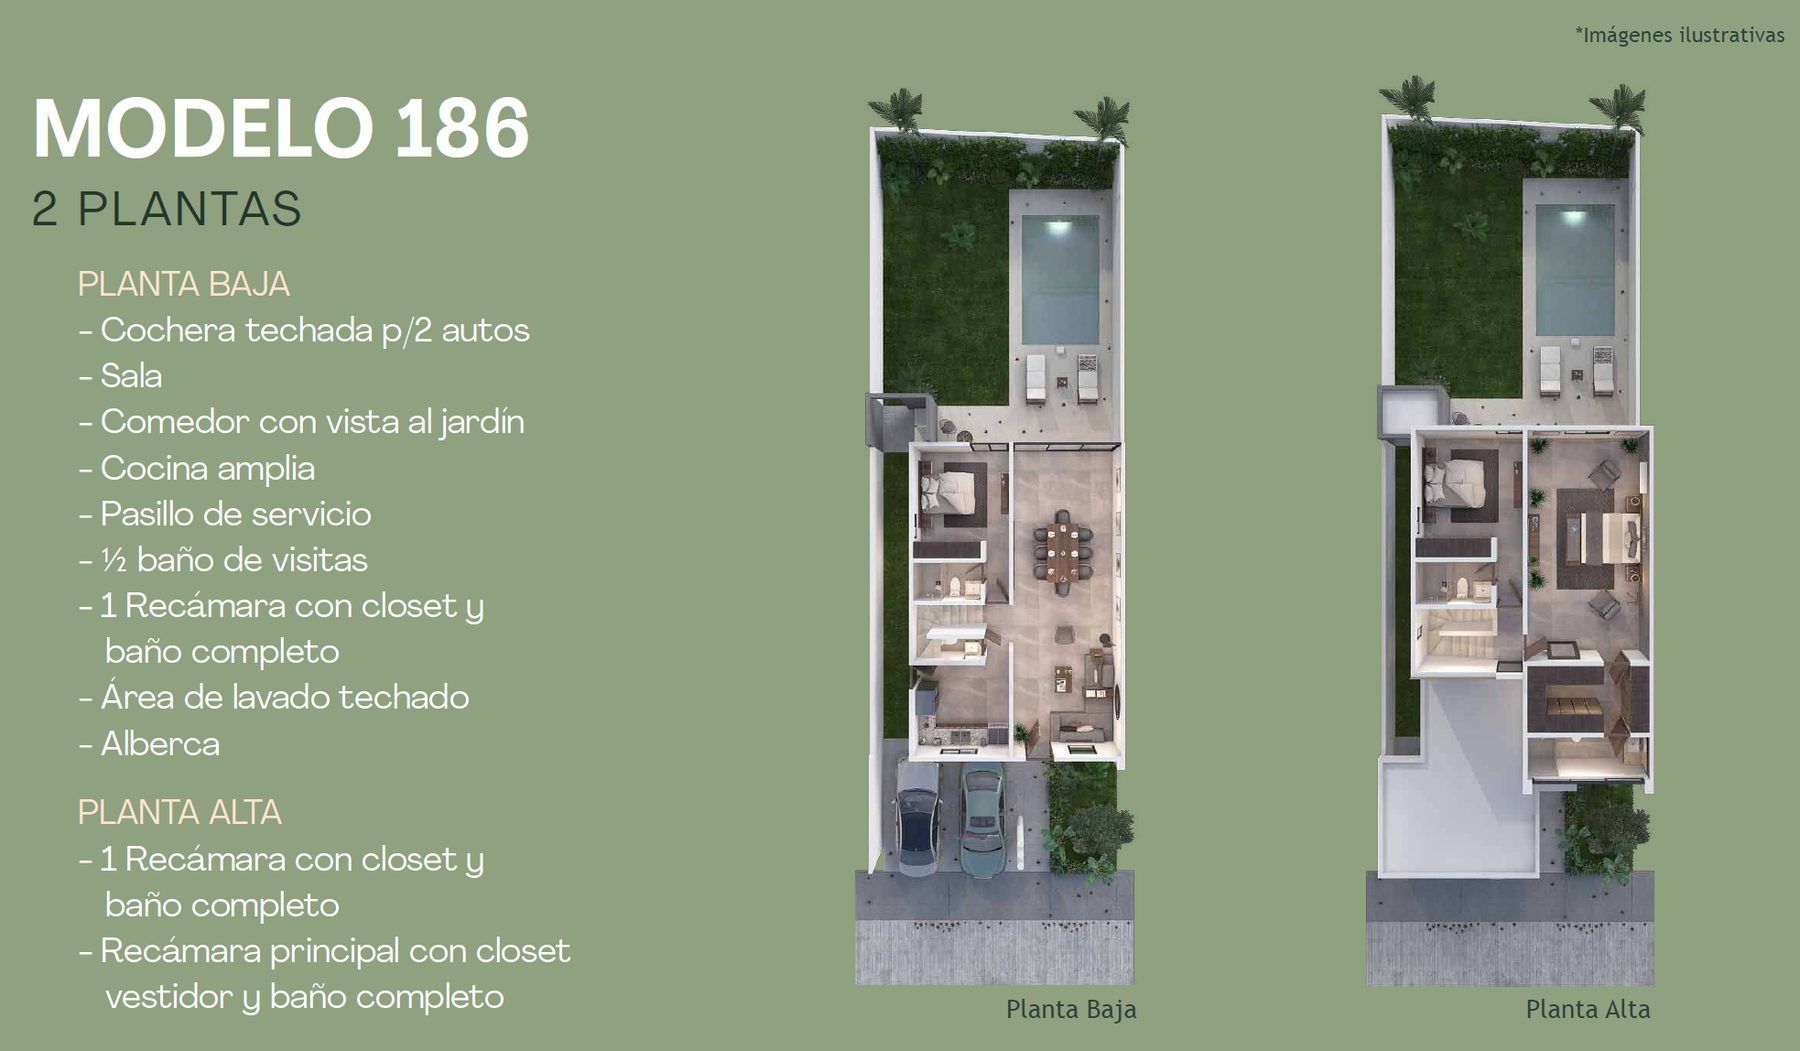 *Imágenes ilustrativas
MODELO 186
2 PLANTAS
PLANTA BAJA
- Cochera techada p/2 autos
- Sala
- Comedor con vista al jardín
- Cocina amplia
- Pasillo de servicio
- ½ baño de visitas
- 1 Recámara con closet y
baño completo
- Área de lavado techado
- Alberca
PLANTA ALTA
- 1 Recámara con closet y
baño completo
- Recámara principal con closet
vestidor y baño completo
Planta Baja
Planta Alta